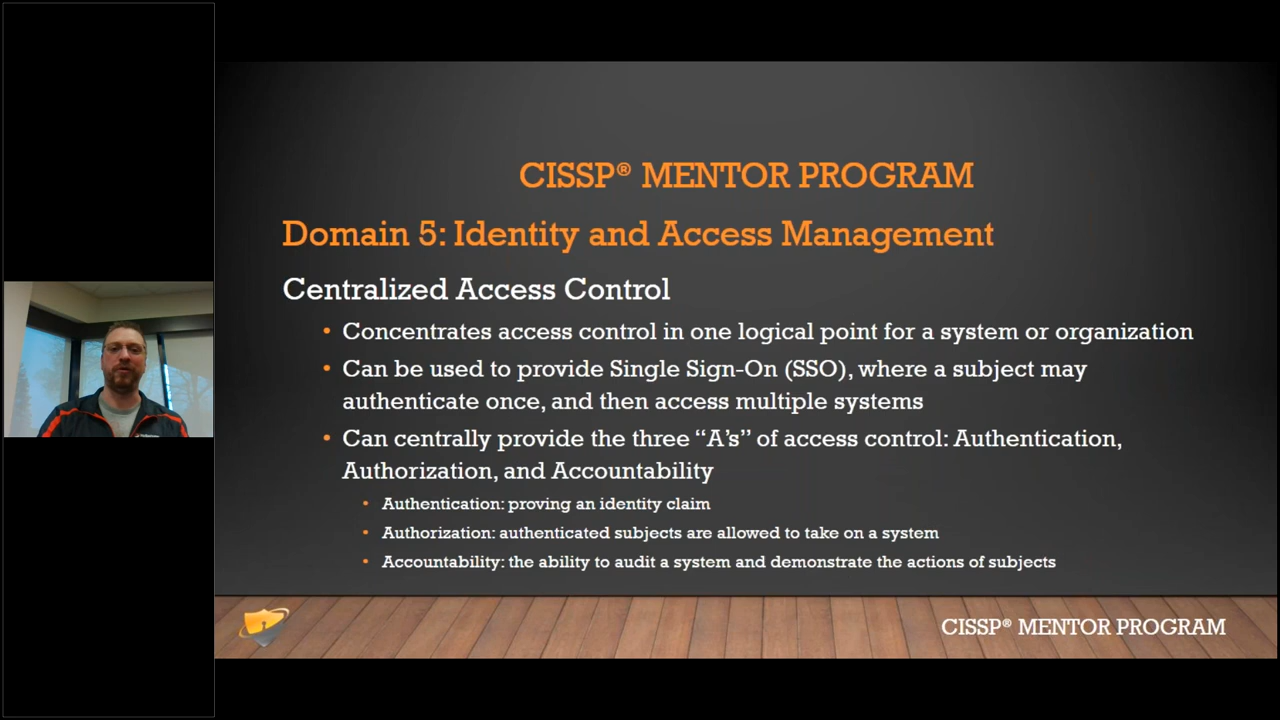 CISSP® MENTOR PROGRAM
Domain 5: Identity and Access Management
Centralized Access Control
• Concentrates access control in one logical point for a system or organization
• Can be used to provide Single Sign-On (SSO), where a subject may
authenticate once, and then access multiple systems
• Can centrally provide the three “A’s” of access control: Authentication,
Authorization, and Accountability
• Authentication: proving an identity claim
• Authorization: authenticated subjects are allowed to take on a system
• Accountability: the ability to audit a system and demonstrate the actions of subjects
CISSP® MENTOR PROGRAM